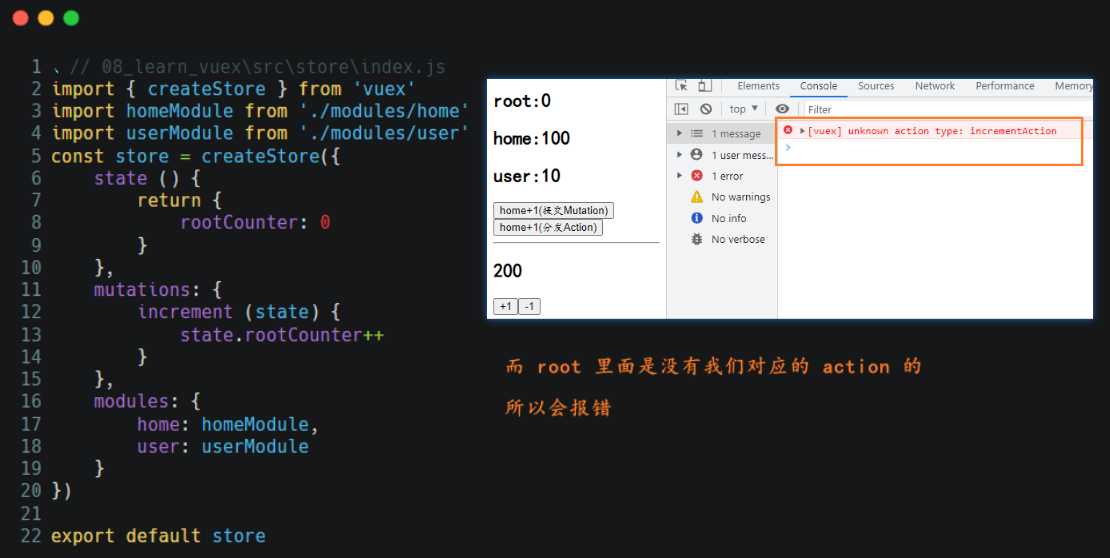 1 、// 08_learn_vuex\src\store\index.js
2 import { createStore } from 'vuex'
3 import homeModule from './modules/home'
4 import userModule from './modules/user'
5 const store = createStore({
6     state () {
7         return {
8             rootCounter: 0
9         }
10     },
11     mutations: {
12         increment (state) {
13             state.rootCounter++
14         }
15     },
16     modules: {
17         home: homeModule,
18         user: userModule
19     }
20 })
21
22 export default store
root:0
home:100
user:10
home+1(提交Mutation)
home+1(分发Action)
200
+1 -1
Elements Console Sources Network Performance Memory
top ▼ Filter
1 message
1 user mess...
1 error
No warnings
No info
No verbose
[vuex] unknown action type: incrementAction
>
而 root 里面是没有我们对应的 action 的
所以会报错